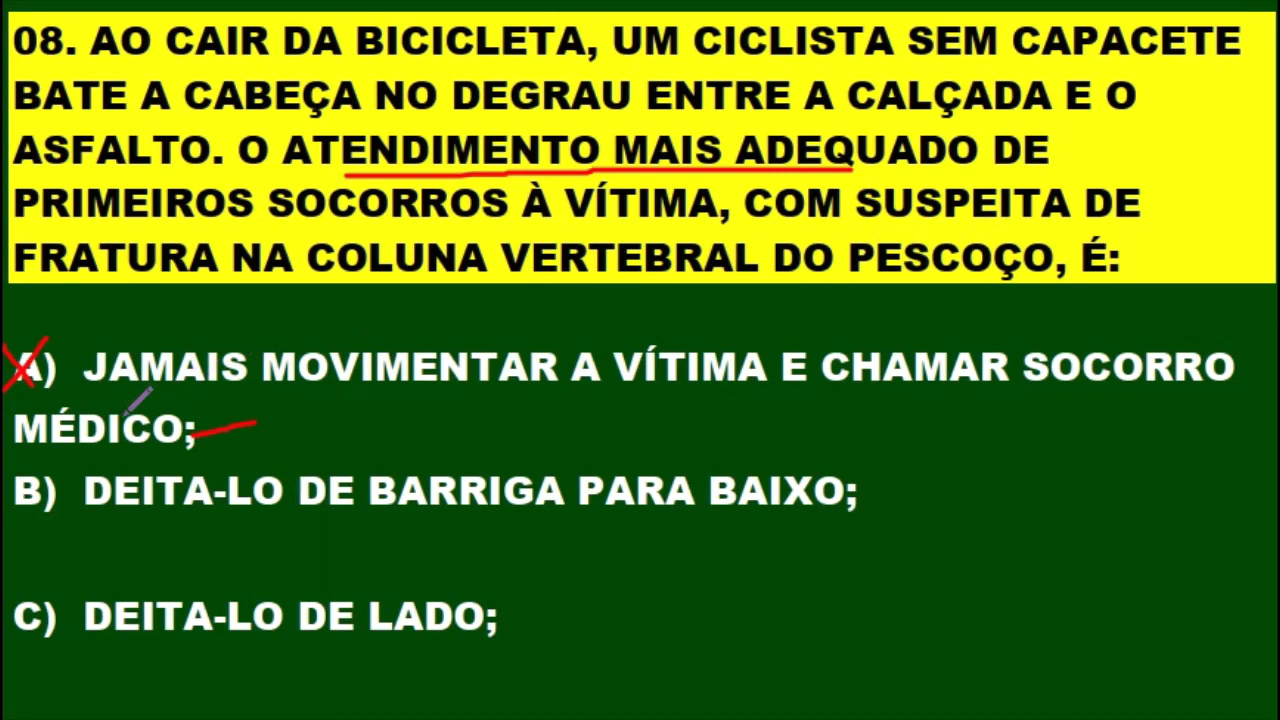 08. AO CAIR DA BICICLETA, UM CICLISTA SEM CAPACETE
BATE A CABEÇA NO DEGRAU ENTRE A CALÇADA E O
ASFALTO. O ATENDIMENTO MAIS ADEQUADO DE
PRIMEIROS SOCORROS À VÍTIMA, COM SUSPEITA DE
FRATURA NA COLUNA VERTEBRAL DO PESCOÇO, É:
A) JAMAIS MOVIMENTAR A VÍTIMA E CHAMAR SOCORRO
MÉDICO;
B) DEITA-LO DE BARRIGA PARA BAIXO;
C) DEITA-LO DE LADO;